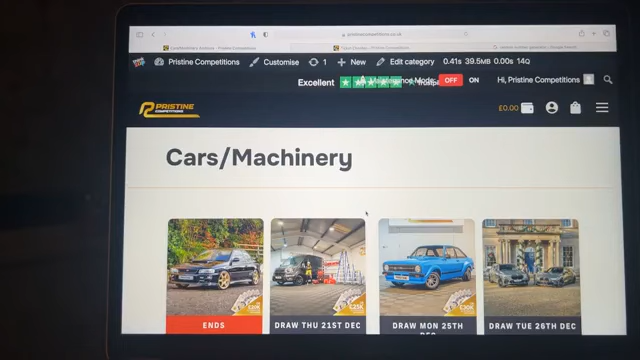 pristinecompetitions.co.uk
Pristine Competitions Customise 1 New Edit category 0.41s 39.5MB 0.00s 14Q
Excellent Mode: OFF ON Hi, Pristine Competitions
PRISTINE
COMPETITIONS
£0.00
Cars/Machinery
ENDS
DRAW THU 21ST DEC
DRAW MON 25TH
DEC
DRAW TUE 26TH DEC